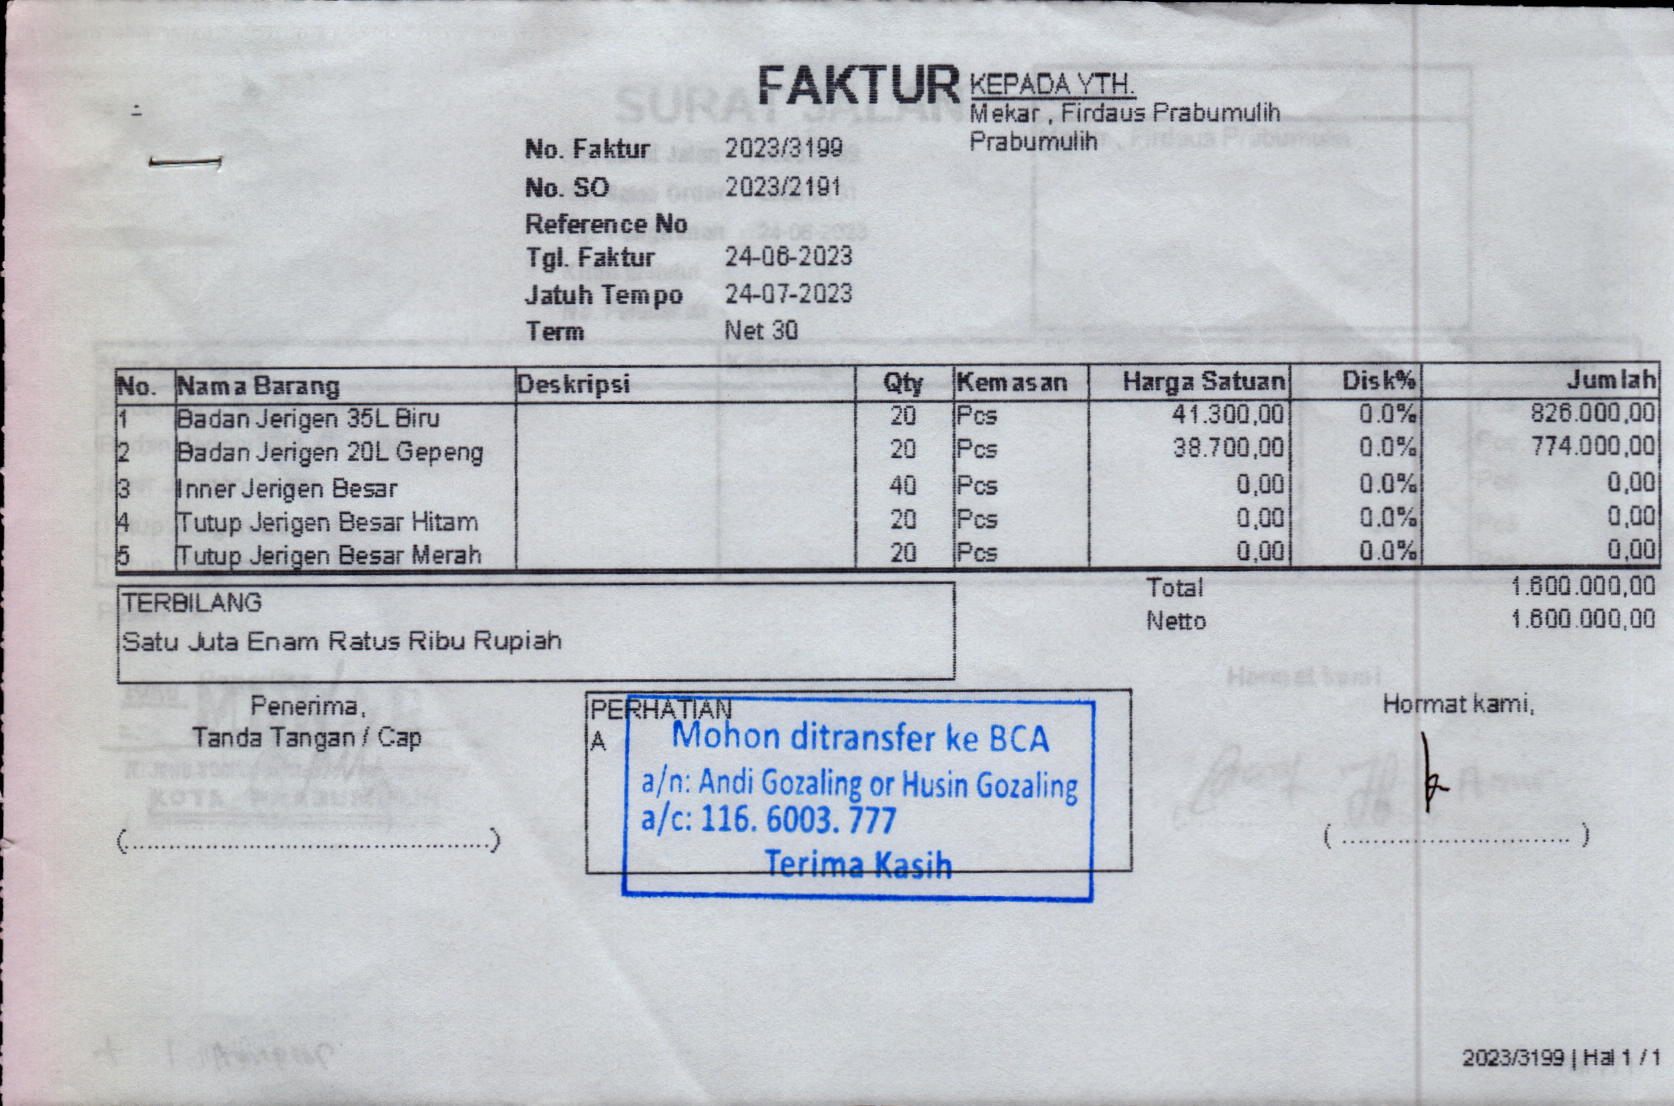 FAKTUR
KEPADA YTH.
Mekar , Firdaus Prabumulih
Prabumulih
No. Faktur 2023/3199
No. SO 2023/2191
Reference No
Tgl. Faktur 24-06-2023
Jatuh Tempo 24-07-2023
Term Net 30
No. Nama Barang Deskripsi Qty Kemasan Harga Satuan Disk% Jumlah
1 Badan Jerigen 35L Biru 20 Pcs 41.300,00 0.0% 826.000,00
2 Badan Jerigen 20L Gepeng 20 Pcs 38.700,00 0.0% 774.000,00
3 Inner Jerigen Besar 40 Pcs 0,00 0.0% 0,00
4 Tutup Jerigen Besar Hitam 20 Pcs 0,00 0.0% 0,00
5 Tutup Jerigen Besar Merah 20 Pcs 0,00 0.0% 0,00
Total 1.600.000,00
Netto 1.600.000,00
TERBILANG
Satu Juta Enam Ratus Ribu Rupiah
Penerima,
Tanda Tangan / Cap
(..............................................)
PERHATIAN
A
Mohon ditransfer ke BCA
a/n: Andi Gozaling or Husin Gozaling
a/c: 116. 6003. 777
Terima Kasih
Hormat kami,
( ............................. )
2023/3199 | Hal 1 / 1